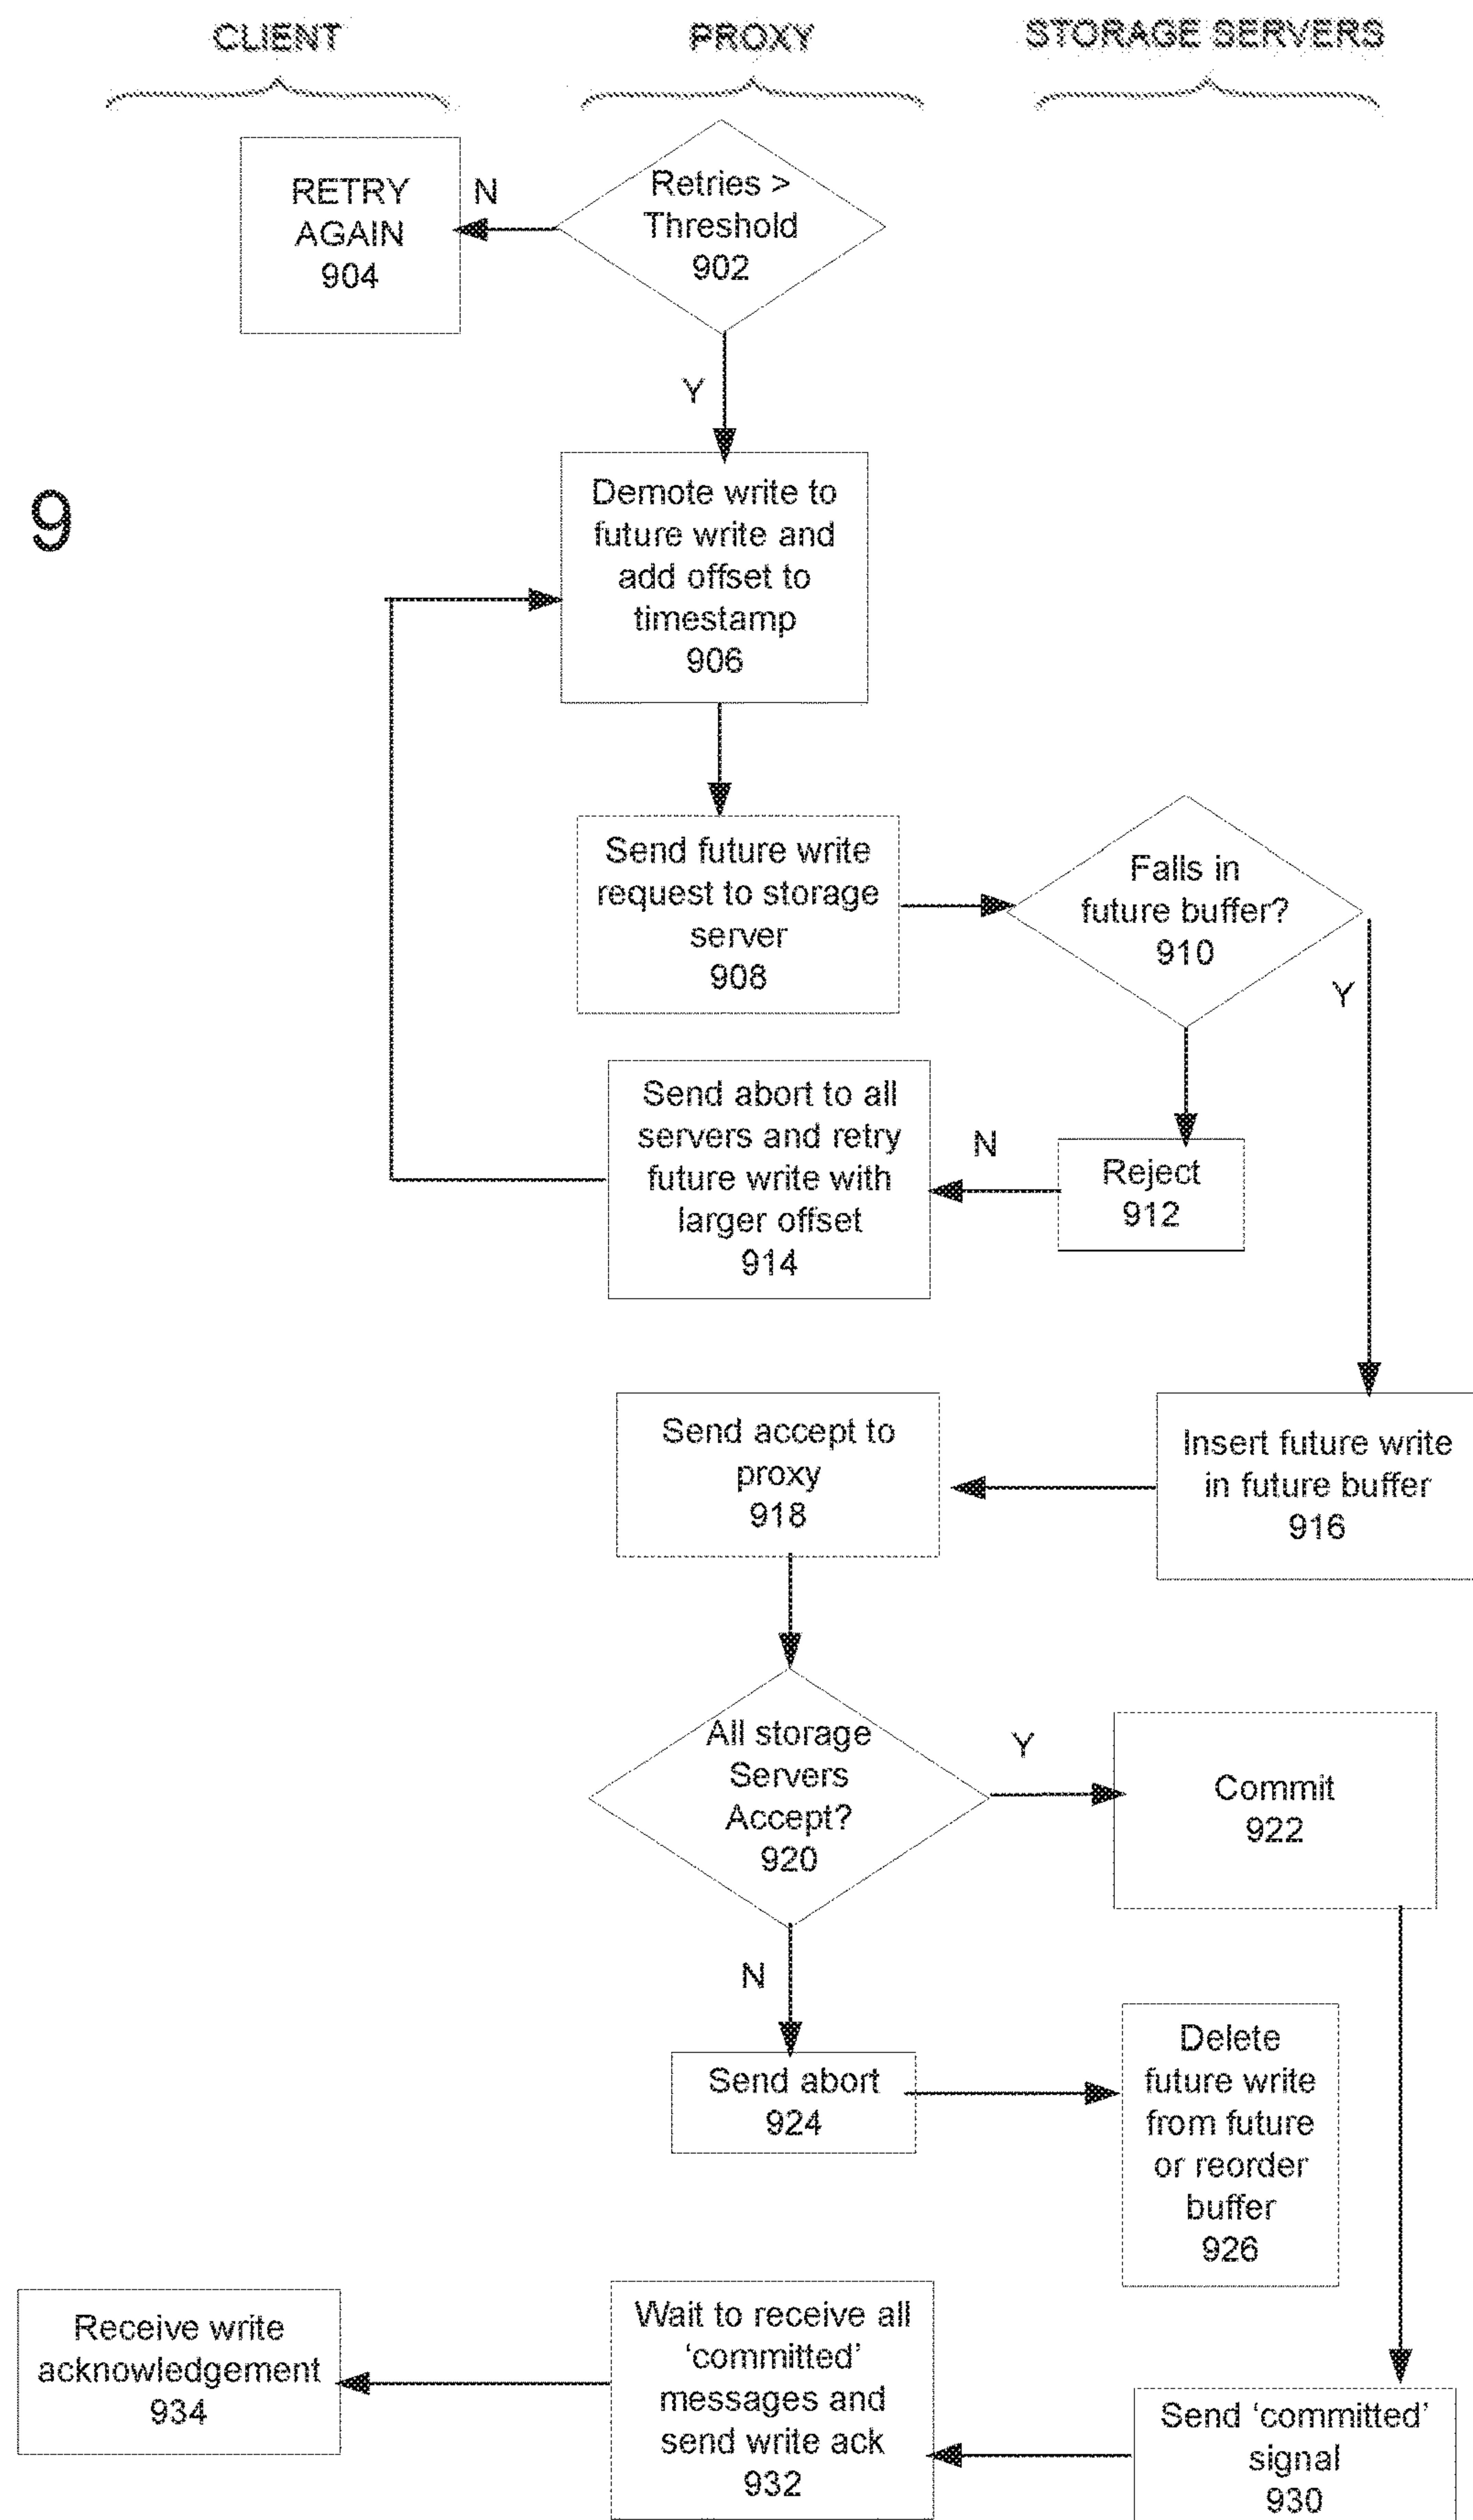 CLIENT
PROXY
STORAGE SERVERS
RETRY
AGAIN
904
N
Retries >
Threshold
902
Y
9
Demote write to
future write and
add offset to
timestamp
906
Send future write
request to storage
server
908
Falls in
future buffer?
910
Y
Send abort to all
servers and retry
future write with
larger offset
914
N
Reject
912
Send accept to
proxy
918
Insert future write
in future buffer
916
All storage
Servers
Accept?
920
Y
Commit
922
N
Send abort
924
Delete
future write
from future
or reorder
buffer
926
Receive write
acknowledgement
934
Wait to receive all
‘committed’
messages and
send write ack
932
Send ‘committed’
signal
930